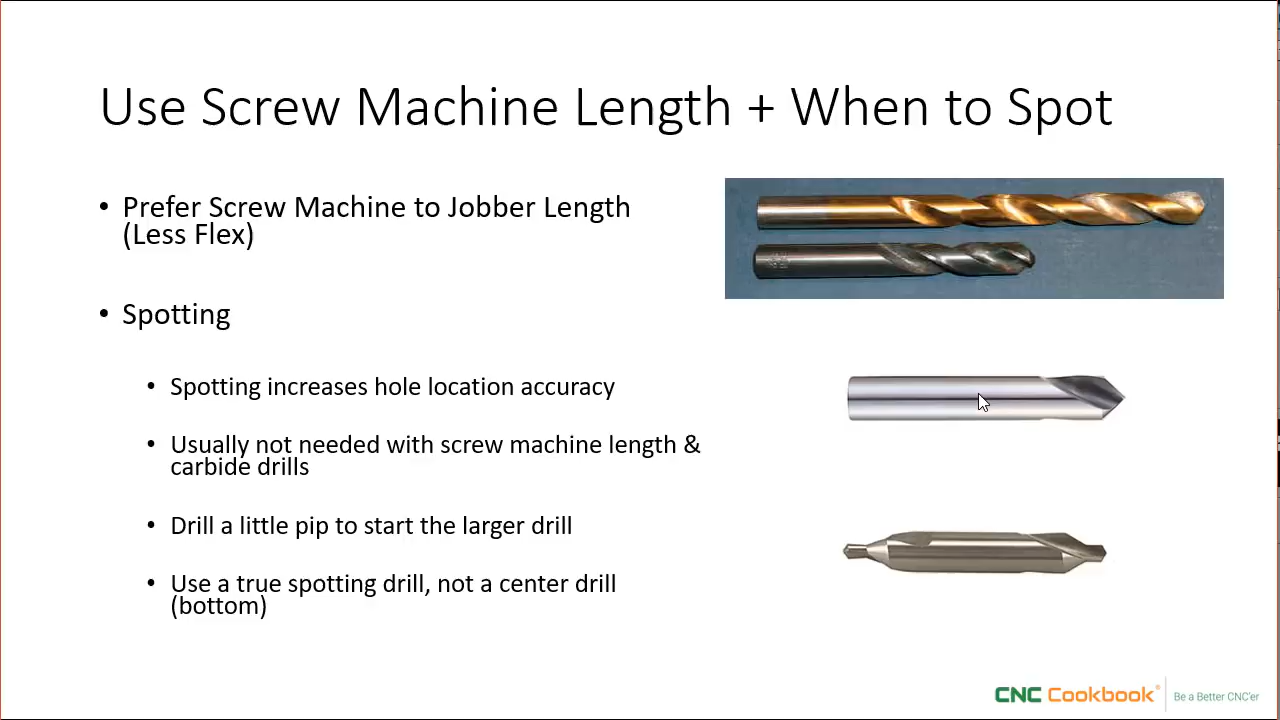 Use Screw Machine Length + When to Spot
• Prefer Screw Machine to Jobber Length
(Less Flex)
• Spotting
• Spotting increases hole location accuracy
• Usually not needed with screw machine length &
carbide drills
• Drill a little pip to start the larger drill
• Use a true spotting drill, not a center drill
(bottom)
CNC Cookbook® Be a Better CNC'er